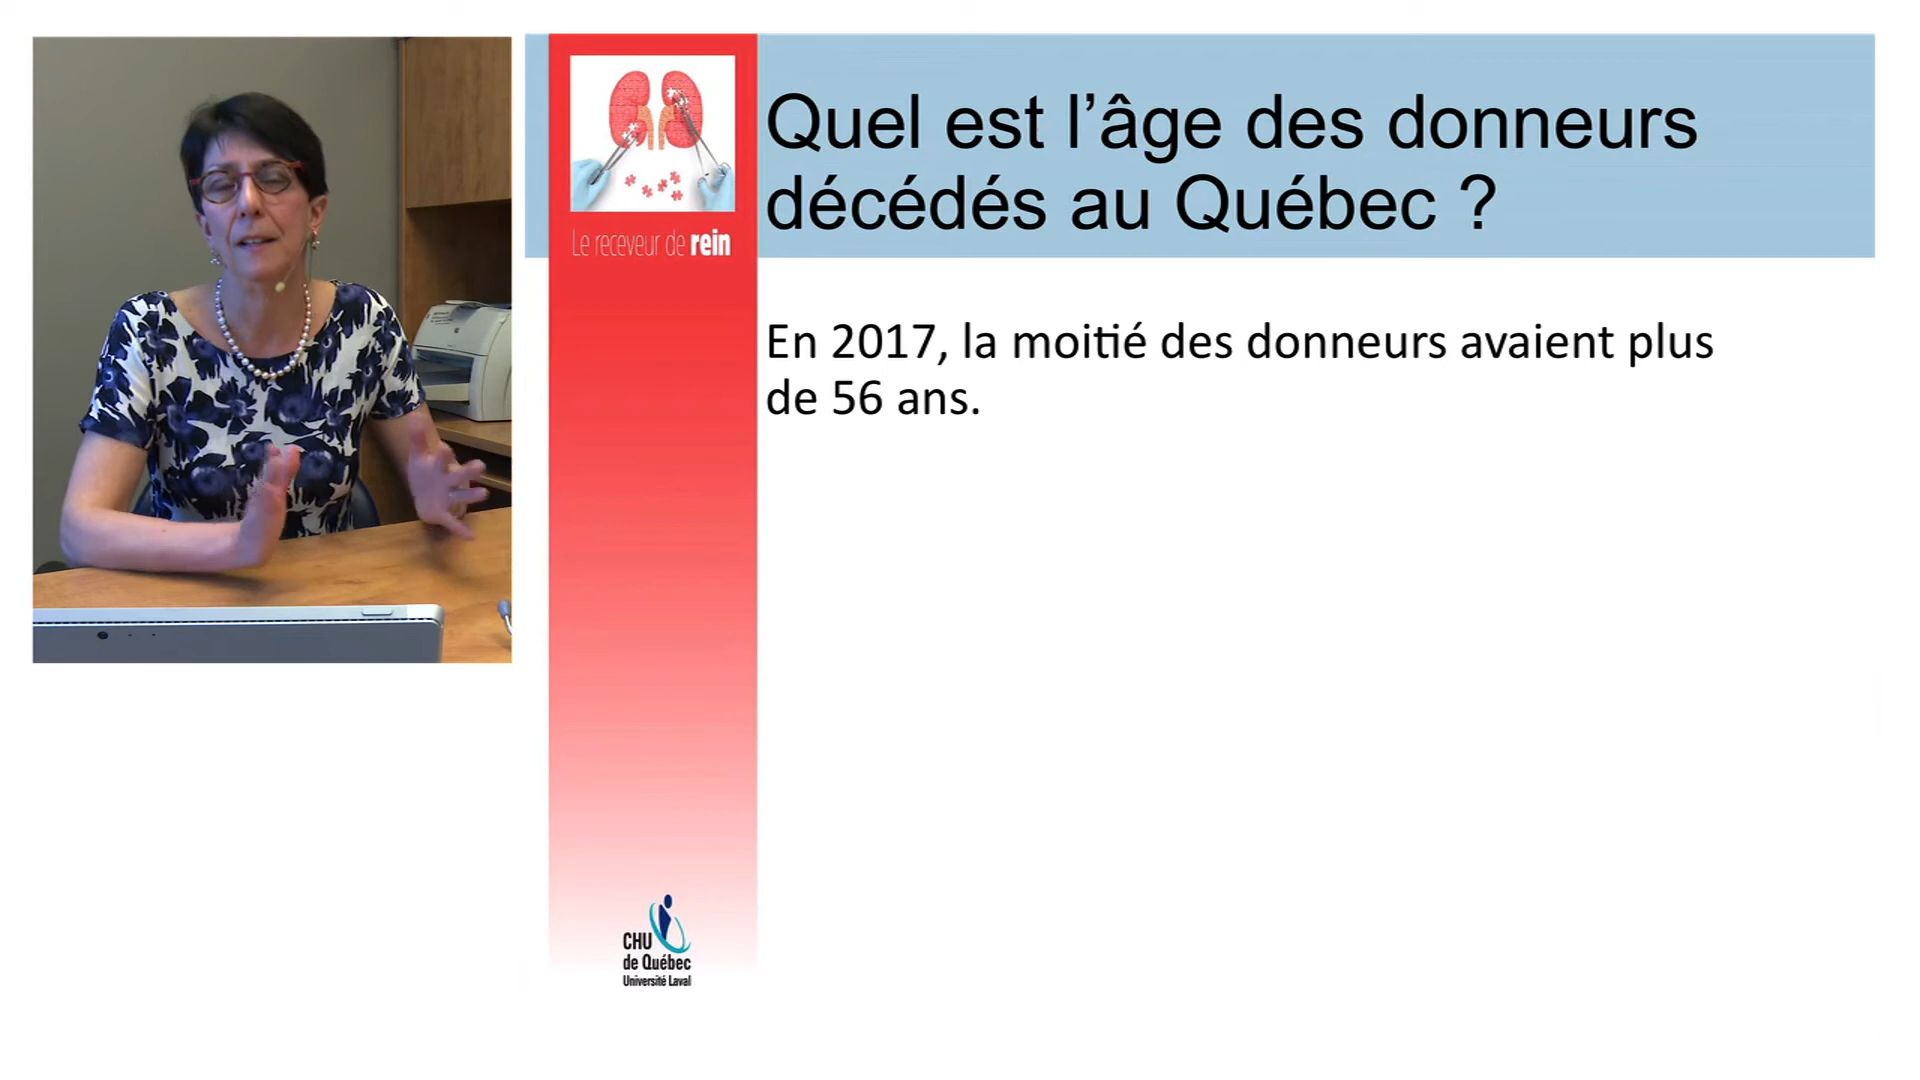 Quel est l’âge des donneurs
décédés au Québec ?
Le receveur de rein
En 2017, la moitié des donneurs avaient plus
de 56 ans.
CHU
de Québec
Université Laval